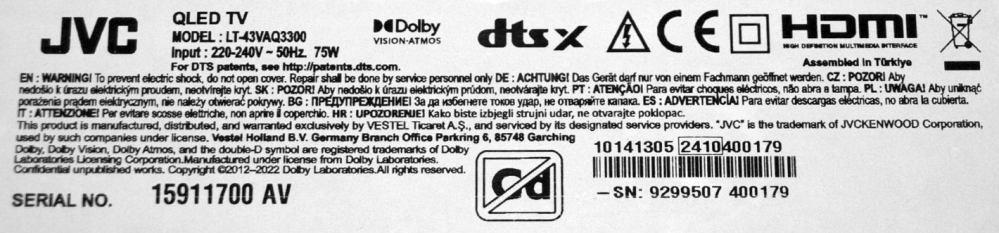 JVC
QLED TV
MODEL: LT-43VAQ3300
Input : 220-240V ~ 50Hz. 75W
For DTS patents, see http://patents.dts.com.
Dolby
VISION·ATMOS
dts X
CE
HDMI™
HIGH DEFINITION MULTIMEDIA INTERFACE
Assembled in Türkiye
EN : WARNING! To prevent electric shock, do not open cover. Repair shall be done by service personnel only DE : ACHTUNG! Das Gerät darf nur von einem Fachmann geöffnet werden. CZ : POZOR! Aby
nedošlo k úrazu elektrickým proudem, neotvírejte kryt. SK : POZOR! Aby nedošlo k úrazu elektrickým prúdom, neotvárajte kryt. PT : ATENÇÃO! Para evitar choques eléctricos, não abra a tampa. PL : UWAGA! Aby uniknąć
porażenia prądem elektrycznym, nie należy otwierać pokrywy. BG : ПРЕДУПРЕЖДЕНИЕ! За да избегнете токов удар, не отваряйте капака. ES : ADVERTENCIA! Para evitar descargas eléctricas, no abra la cubierta.
IT : ATTENZIONE! Per evitare scosse elettriche, non aprire il coperchio. HR : UPOZORENJE! Kako biste izbjegli strujni udar, ne otvarajte poklopac.
This product is manufactured, distributed, and warranted exclusively by VESTEL Ticaret A.Ş., and serviced by its designated service providers. "JVC" is the trademark of JVCKENWOOD Corporation,
used by such companies under license. Vestel Holland B.V. Germany Branch Office Parkring 6, 85748 Garching
Dolby, Dolby Vision, Dolby Atmos, and the double-D symbol are registered trademarks of Dolby
Laboratories Licensing Corporation.Manufactured under license from Dolby Laboratories.
Confidential unpublished works. Copyright ©2012-2022 Dolby Laboratories.All rights reserved.
10141305 2410400179
SERIAL NO. 15911700 AV
Cd
-SN: 9299507 400179